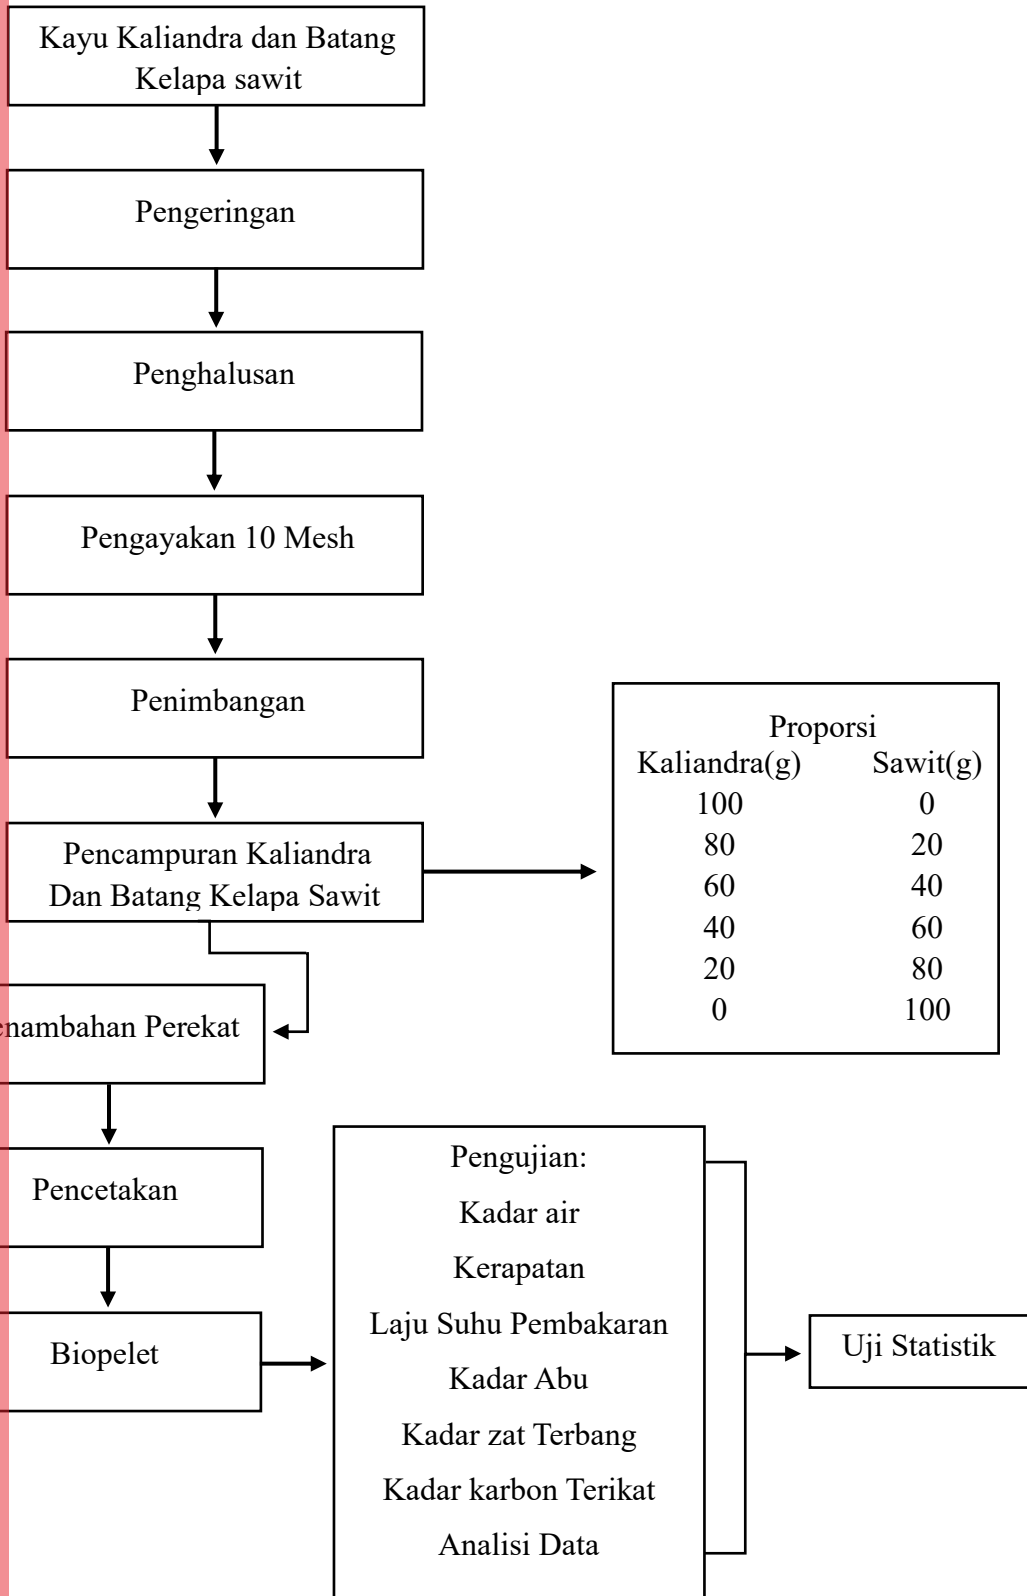 Kayu Kaliandra dan Batang
Kelapa sawit
Pengeringan
Penghalusan
Pengayakan 10 Mesh
Penimbangan
Pencampuran Kaliandra
Dan Batang Kelapa Sawit
Proporsi
Kaliandra(g) Sawit(g)
100 0
80 20
60 40
40 60
20 80
0 100
enambahan Perekat
Pencetakan
Biopelet
Pengujian:
Kadar air
Kerapatan
Laju Suhu Pembakaran
Kadar Abu
Kadar zat Terbang
Kadar karbon Terikat
Analisi Data
Uji Statistik